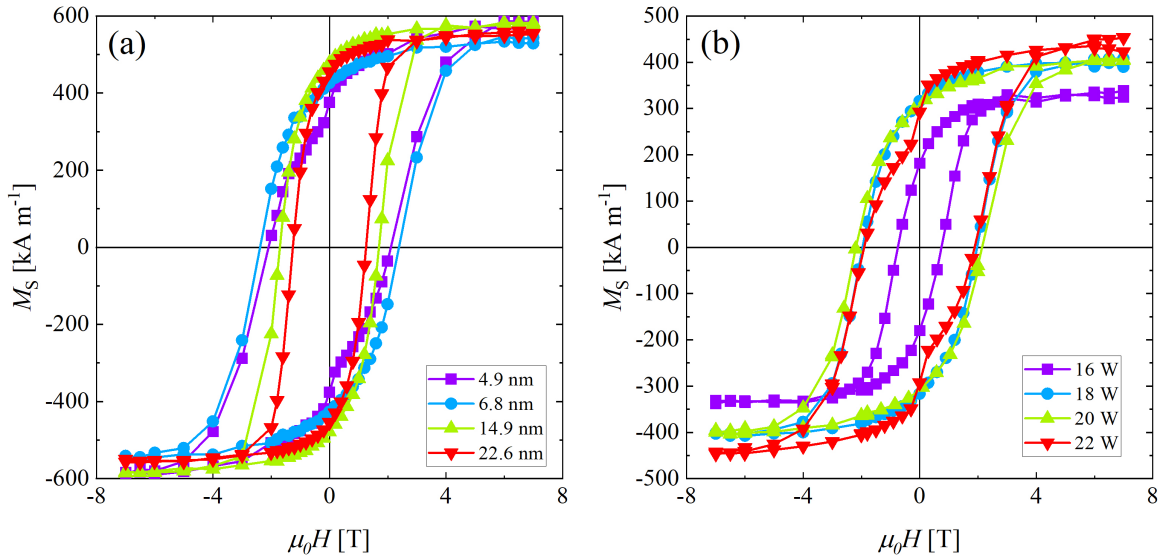 (a)
600
400
200
0
-200
-400
-600
M_S [kA m⁻¹]
-8
-4
0
4
8
μ₀H [T]
4.9 nm
6.8 nm
14.9 nm
22.6 nm
(b)
500
400
300
200
100
0
-100
-200
-300
-400
-500
M_S [kA m⁻¹]
-8
-4
0
4
8
μ₀H [T]
16 W
18 W
20 W
22 W